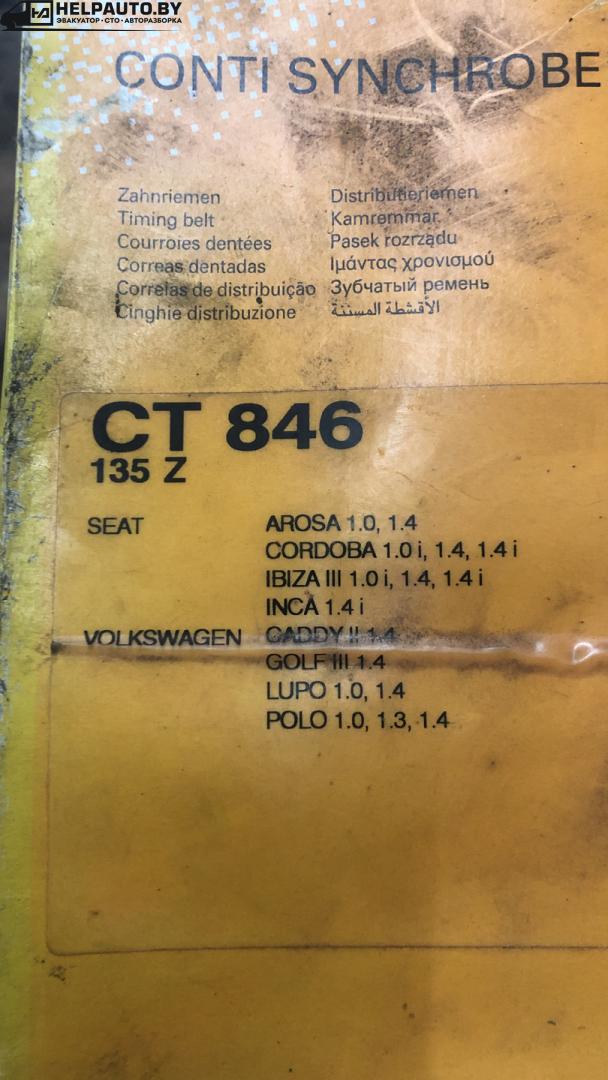 HELPAUTO.BY
ЭВАКУАТОР • СТО • АВТОРАЗБОРКА
CONTI SYNCHROBE
Zahnriemen
Timing belt
Courroies dentées
Correas dentadas
Correias de distribuição
Cinghie distribuzione
Distributieriemen
Kamremmar
Pasek rozrządu
Ιμάντας χρονισμού
Зубчатый ремень
الأقشطة المسننة
CT 846
135 Z
SEAT AROSA 1.0, 1.4
CORDOBA 1.0 i, 1.4, 1.4 i
IBIZA III 1.0 i, 1.4, 1.4 i
INCA 1.4 i
VOLKSWAGEN CADDY II 1.4
GOLF III 1.4
LUPO 1.0, 1.4
POLO 1.0, 1.3, 1.4